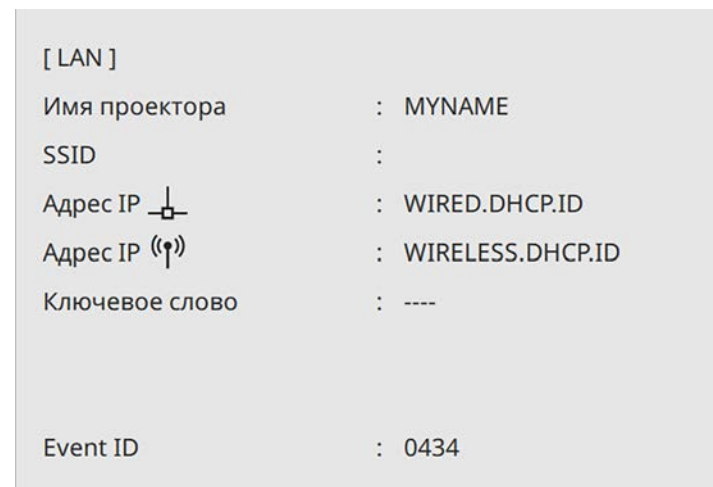 [ LAN ]
Имя проектора : MYNAME
SSID :
Адрес IP : WIRED.DHCP.ID
Адрес IP : WIRELESS.DHCP.ID
Ключевое слово : ----
Event ID : 0434